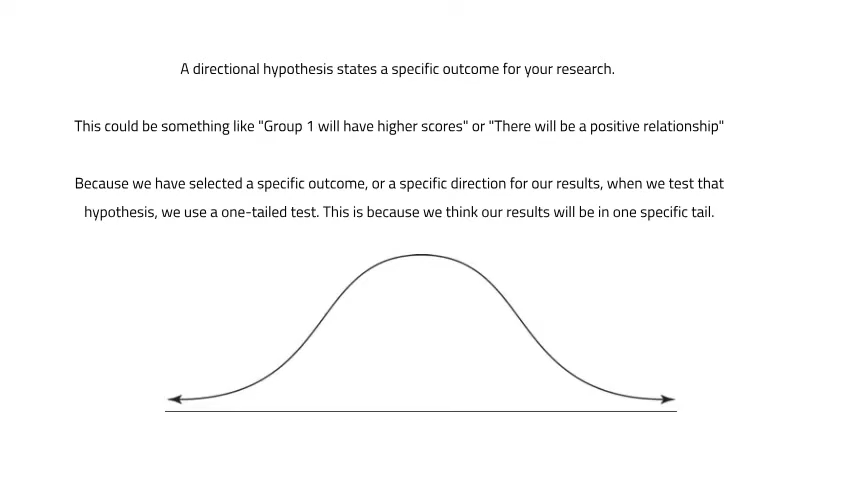 A directional hypothesis states a specific outcome for your research.
This could be something like "Group 1 will have higher scores" or "There will be a positive relationship"
Because we have selected a specific outcome, or a specific direction for our results, when we test that
hypothesis, we use a one-tailed test. This is because we think our results will be in one specific tail.